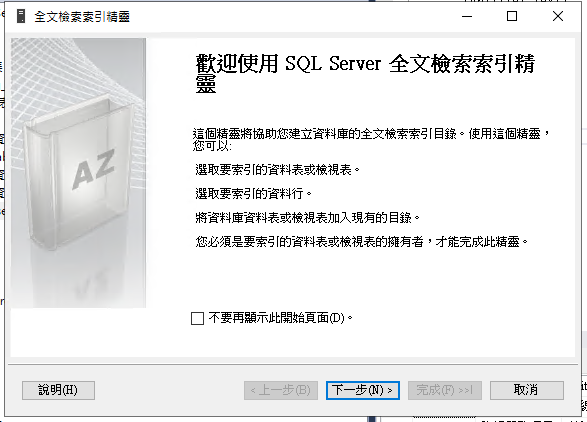 全文檢索索引精靈
歡迎使用 SQL Server 全文檢索索引精
靈
這個精靈將協助您建立資料庫的全文檢索索引目錄。使用這個精靈，
您可以:
選取要索引的資料表或檢視表。
選取要索引的資料行。
將資料庫資料表或檢視表加入現有的目錄。
您必須是要索引的資料表或檢視表的擁有者，才能完成此精靈。
AZ
不要再顯示此開始頁面(D)。
說明(H)
< 上一步(B)
下一步(N) >
完成(F) >>|
取消